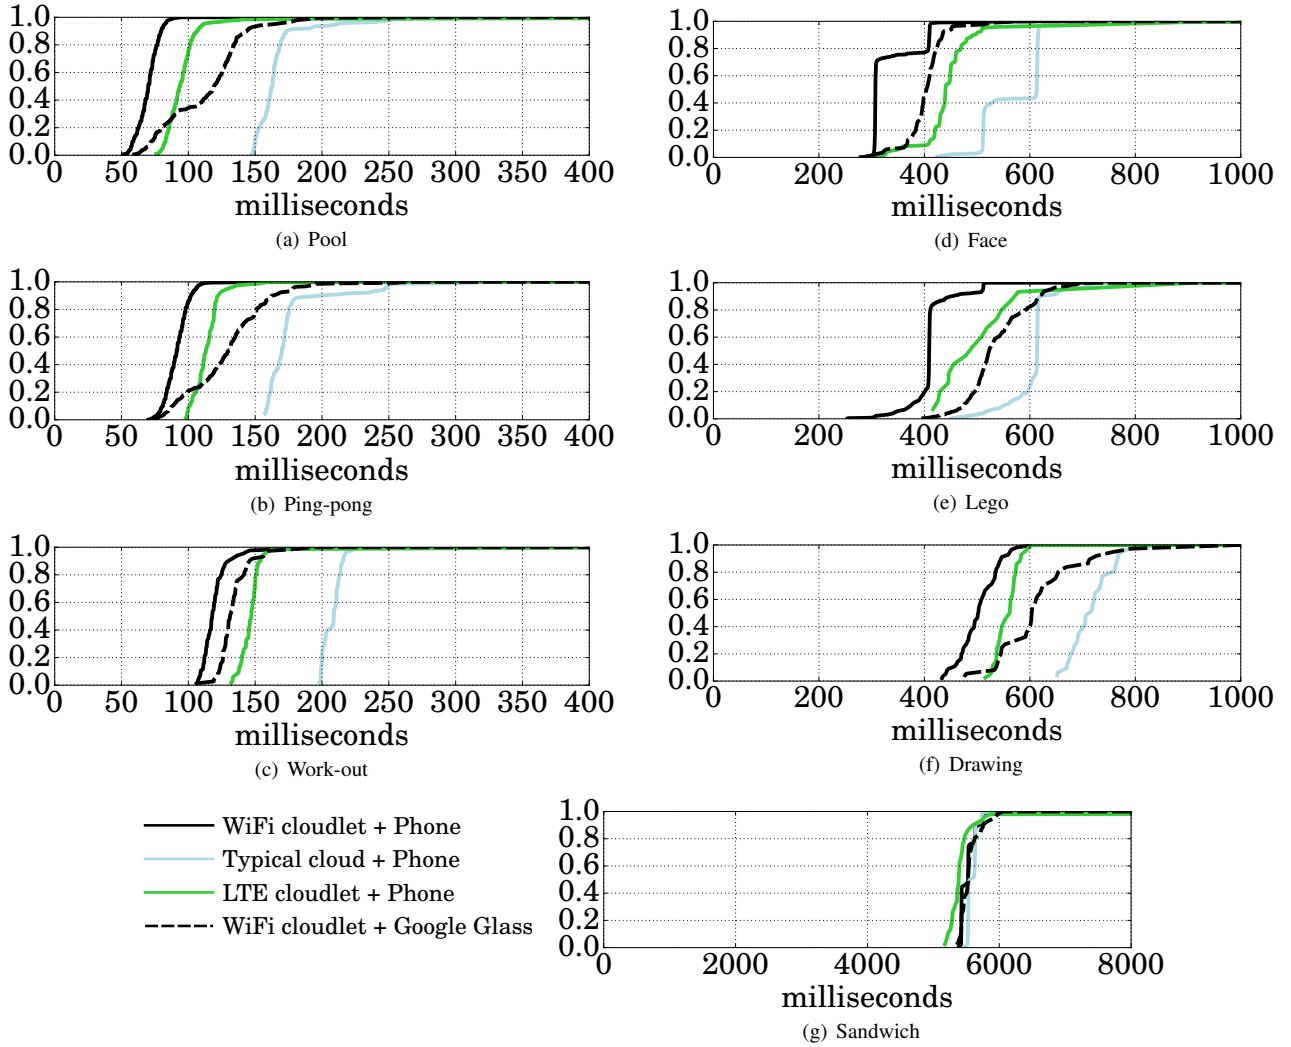 1.0
0.8
0.6
0.4
0.2
0.0
0 50 100 150 200 250 300 350 400
milliseconds
(a) Pool
1.0
0.8
0.6
0.4
0.2
0.0
0 200 400 600 800 1000
milliseconds
(d) Face
1.0
0.8
0.6
0.4
0.2
0.0
0 50 100 150 200 250 300 350 400
milliseconds
(b) Ping-pong
1.0
0.8
0.6
0.4
0.2
0.0
0 200 400 600 800 1000
milliseconds
(e) Lego
1.0
0.8
0.6
0.4
0.2
0.0
0 50 100 150 200 250 300 350 400
milliseconds
(c) Work-out
1.0
0.8
0.6
0.4
0.2
0.0
0 200 400 600 800 1000
milliseconds
(f) Drawing
WiFi cloudlet + Phone
Typical cloud + Phone
LTE cloudlet + Phone
WiFi cloudlet + Google Glass
1.0
0.8
0.6
0.4
0.2
0.0
0 2000 4000 6000 8000
milliseconds
(g) Sandwich